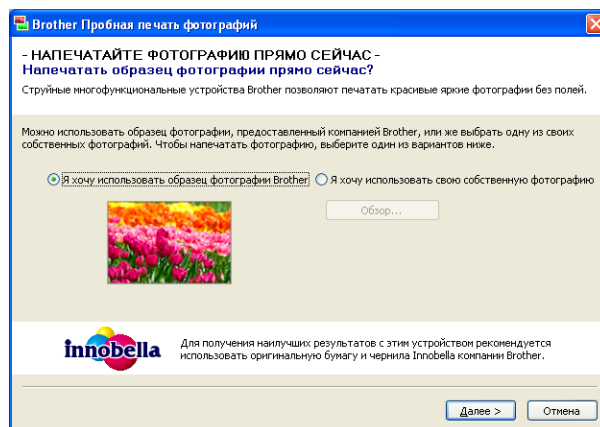 Brother Пробная печать фотографий
- НАПЕЧАТАЙТЕ ФОТОГРАФИЮ ПРЯМО СЕЙЧАС -
Напечатать образец фотографии прямо сейчас?
Струйные многофункциональные устройства Brother позволяют печатать красивые яркие фотографии без полей.
Можно использовать образец фотографии, предоставленный компанией Brother, или же выбрать одну из своих
собственных фотографий. Чтобы напечатать фотографию, выберите один из вариантов ниже.
Я хочу использовать образец фотографии Brother Я хочу использовать свою собственную фотографию
Обзор...
innobella
Для получения наилучших результатов с этим устройством рекомендуется
использовать оригинальную бумагу и чернила Innobella компании Brother.
Далее > Отмена